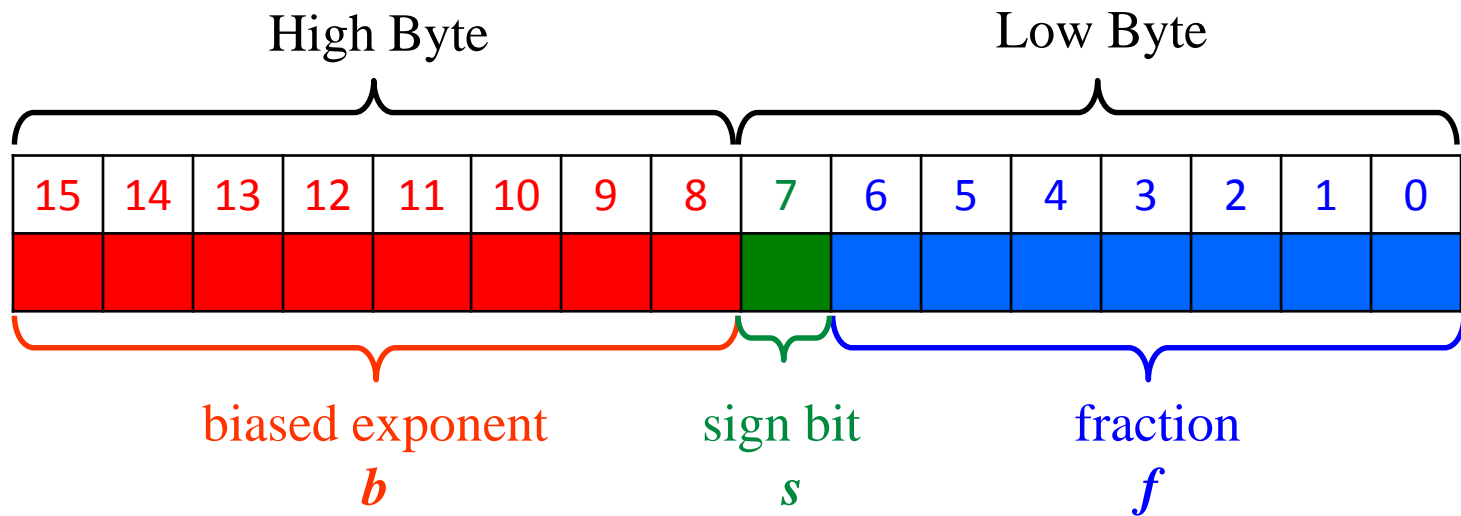 High Byte Low Byte
15 14 13 12 11 10 9 8 7 6 5 4 3 2 1 0
biased exponent sign bit fraction
b s f